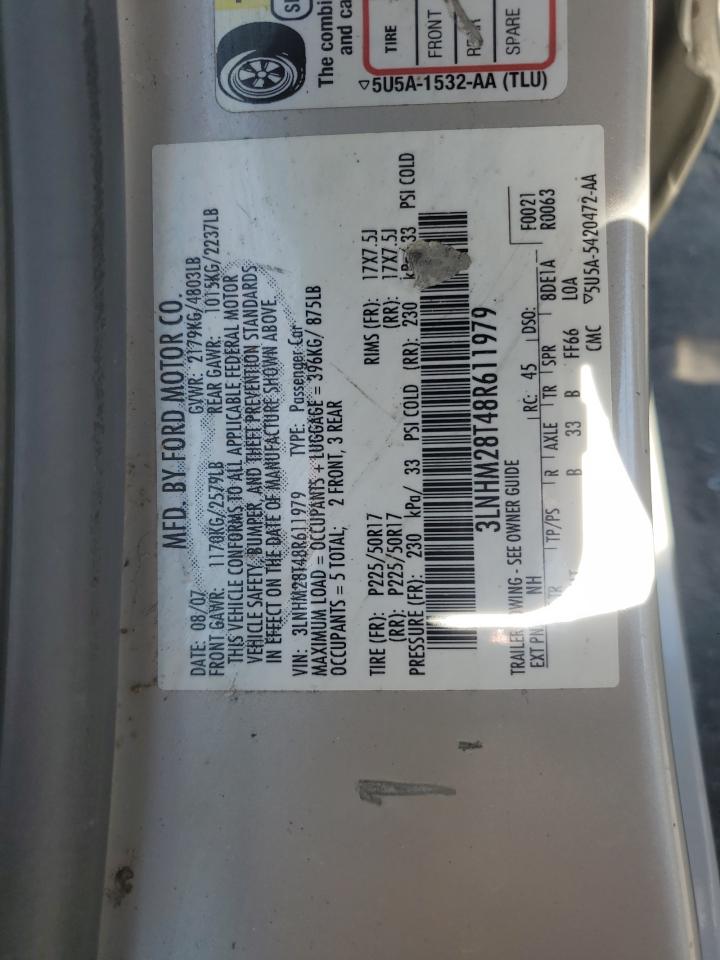 The combi
and ca
TIRE
FRONT
SPARE
▽5U5A-1532-AA (TLU)
MFD. BY FORD MOTOR CO.
DATE: 08/07 GVWR: 2179KG/4803LB
FRONT GAWR: 1170KG/2579LB REAR GAWR: 1015KG/2237LB
THIS VEHICLE CONFORMS TO ALL APPLICABLE FEDERAL MOTOR
VEHICLE SAFETY, BUMPER, AND THEFT PREVENTION STANDARDS
IN EFFECT ON THE DATE OF MANUFACTURE SHOWN ABOVE
VIN: 3LNHM28T48R611979 TYPE: Passenger Car
MAXIMUM LOAD = OCCUPANTS + LUGGAGE = 396KG/ 875LB
OCCUPANTS = 5 TOTAL; 2 FRONT, 3 REAR
TIRE (FR): P225/50R17 RIMS (FR): 17X7.5J
(RR): P225/50R17 (RR): 17X7.5J
PRESSURE (FR): 230 kPa/ 33 PSI COLD (RR): 230 33 PSI COLD
3LNHM28T48R611979
TRAILER TOWING - SEE OWNER GUIDE F0021
EXT PN NH RC: 45 DSO: R0063
TP/PS R AXLE TR SPR 8DE1A
B 33 B FF66 LOA
CMC ▽5U5A-5420472-AA